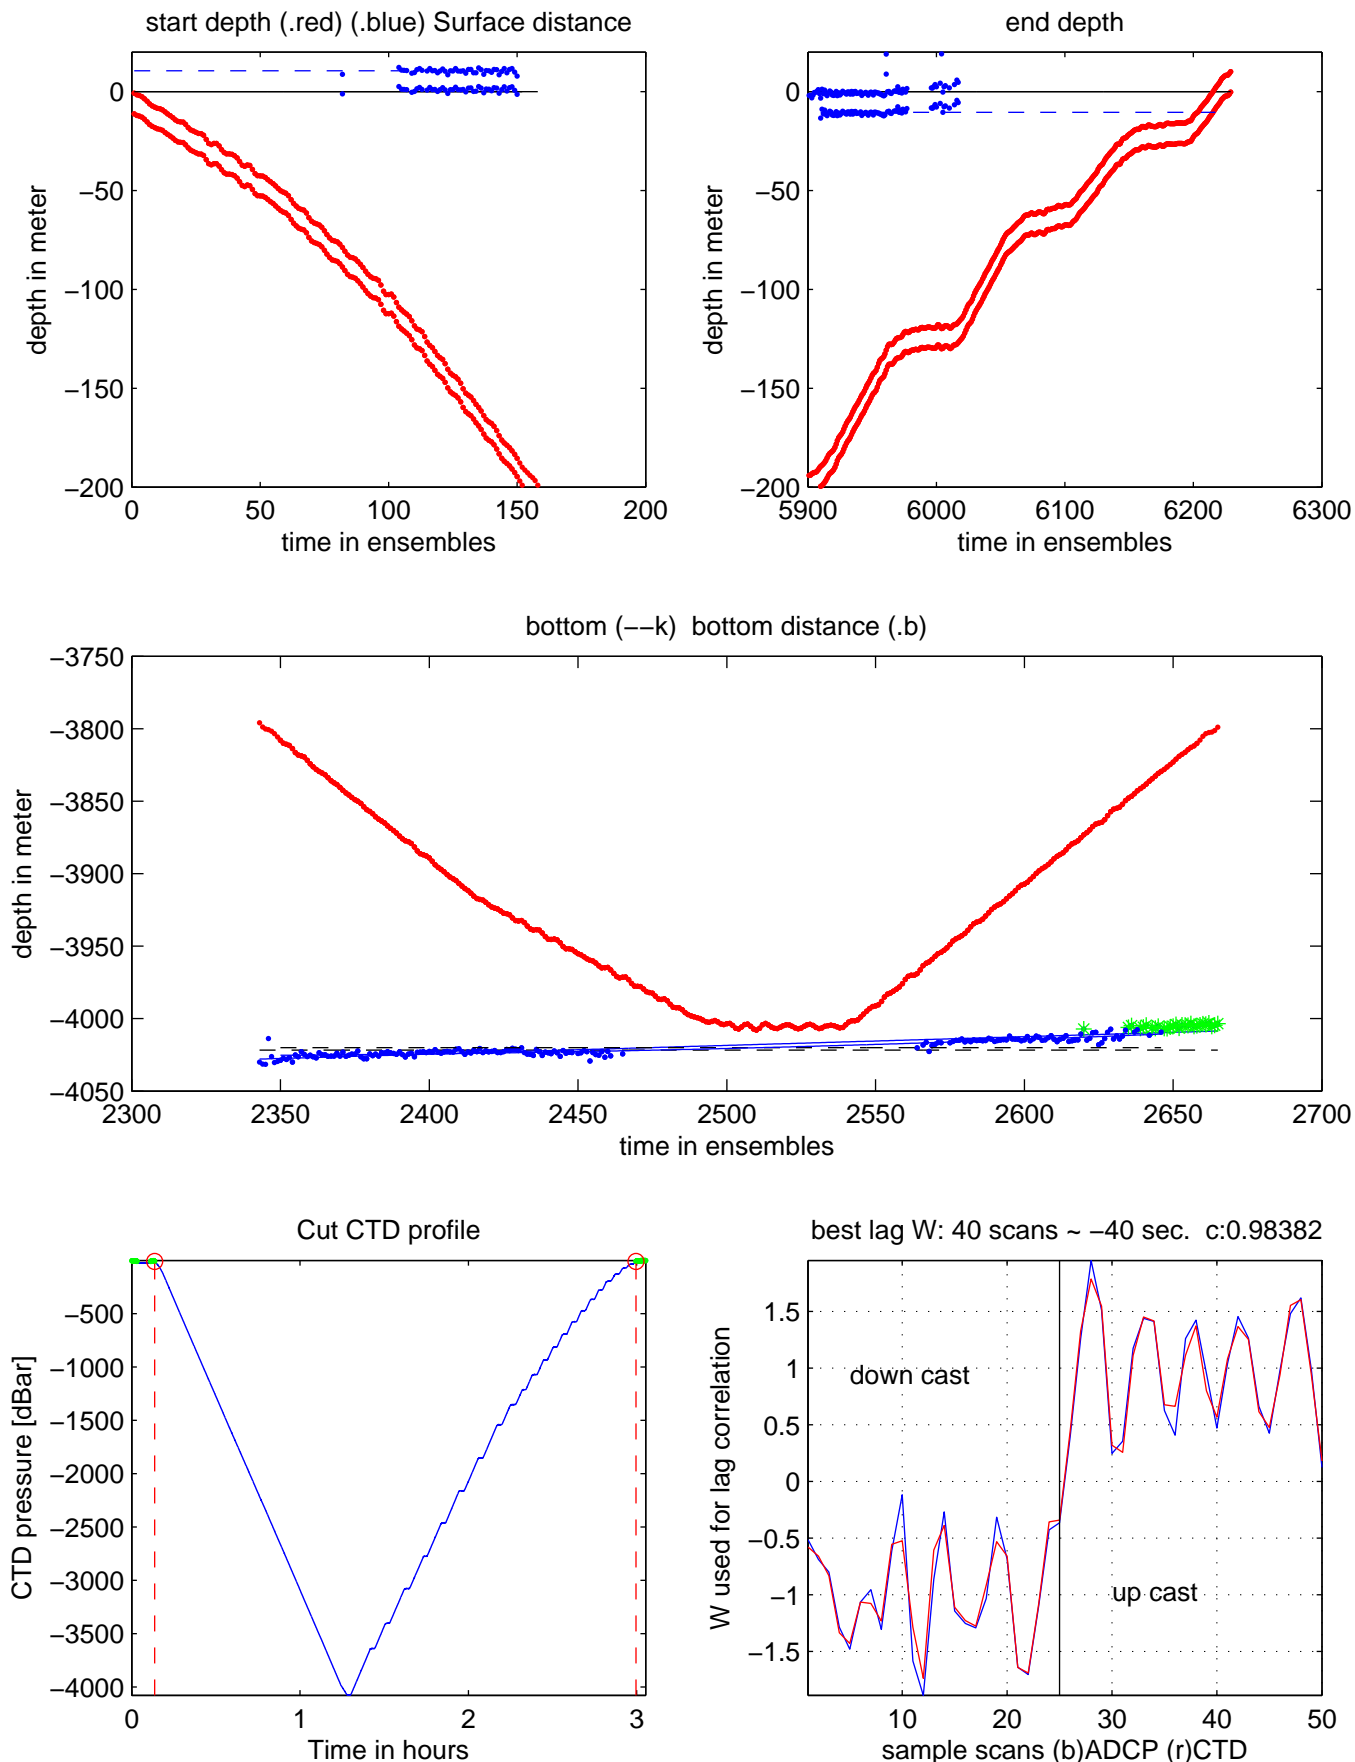 start depth (.red) (.blue) Surface distance
0
−50
−100
−150
−200
depth in meter
0 50 100 150 200
time in ensembles
end depth
0
−50
−100
−150
−200
depth in meter
5900 6000 6100 6200 6300
time in ensembles
bottom (−−k) bottom distance (.b)
−3750
−3800
−3850
−3900
−3950
−4000
−4050
depth in meter
2300 2350 2400 2450 2500 2550 2600 2650 2700
time in ensembles
Cut CTD profile
-500
-1000
-1500
-2000
-2500
-3000
-3500
-4000
CTD pressure [dBar]
0 1 2 3
Time in hours
best lag W: 40 scans ~ −40 sec. c:0.98382
1.5
1
0.5
0
−0.5
−1
−1.5
W used for lag correlation
down cast
up cast
10 20 30 40 50
sample scans (b)ADCP (r)CTD